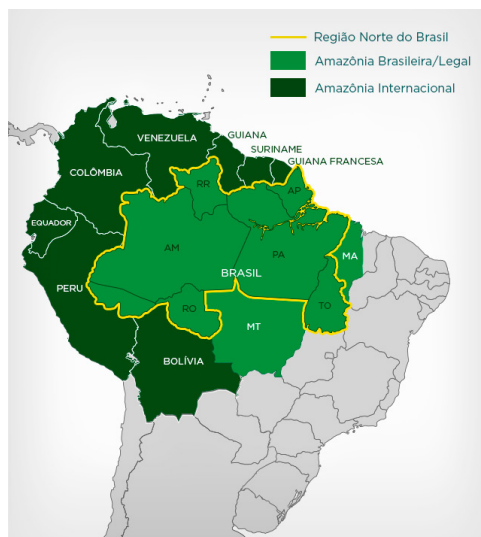 Região Norte do Brasil
Amazônia Brasileira/Legal
Amazônia Internacional
VENEZUELA
GUIANA
SURINAME
GUIANA FRANCESA
COLÔMBIA
RR
AP
EQUADOR
AM
PA
MA
BRASIL
PERU
RO
TO
MT
BOLÍVIA